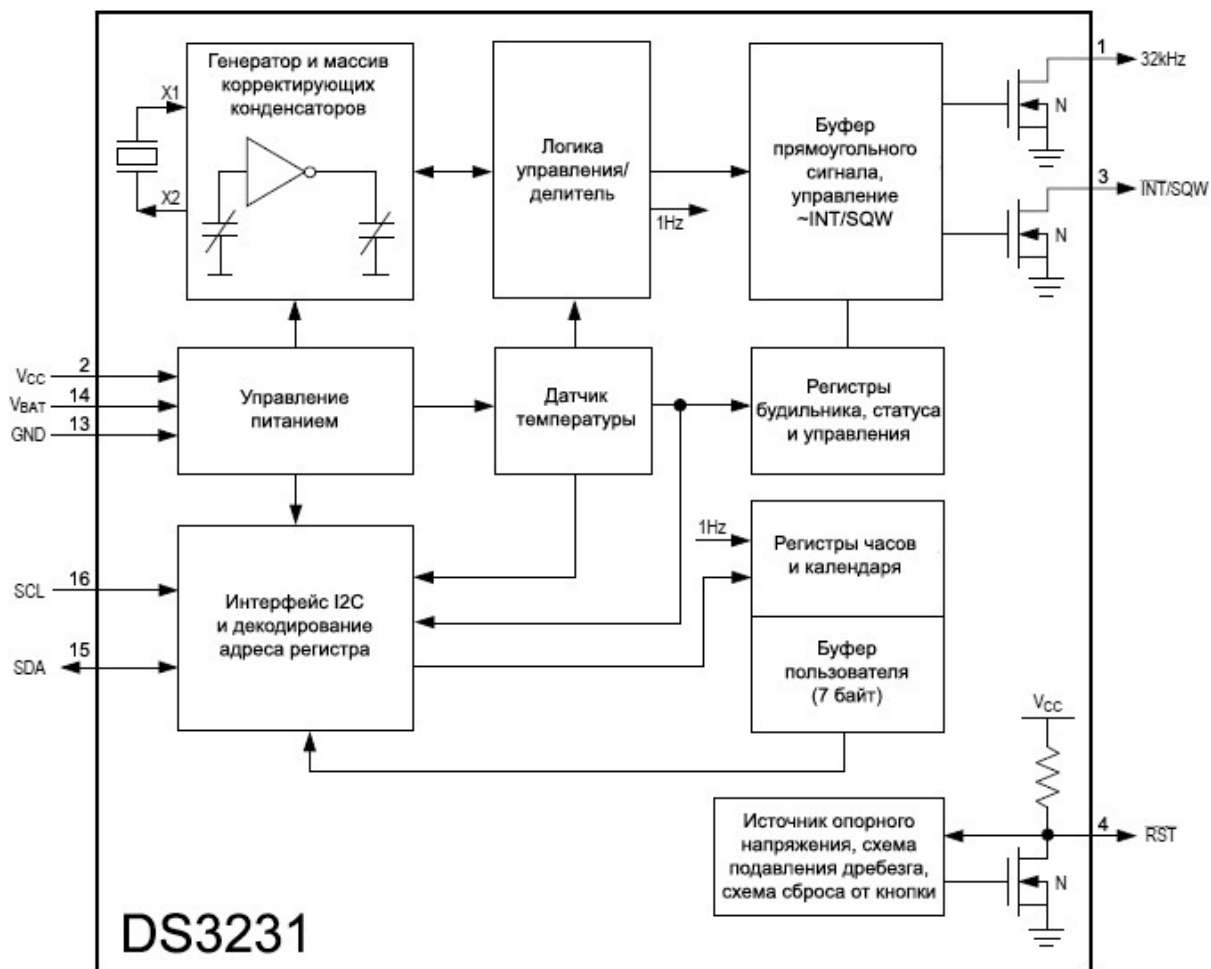 Генератор и массив
корректирующих
конденсаторов
X1
X2
Логика
управления/
делитель
1Hz
Буфер
прямоугольного
сигнала,
управление
~INT/SQW
1
32kHz
N
3
INT/SQW
N
2
VCC
14
VBAT
13
GND
Управление
питанием
Датчик
температуры
Регистры
будильника, статуса
и управления
16
SCL
15
SDA
Интерфейс I2C
и декодирование
адреса регистра
1Hz
Регистры часов
и календаря
Буфер
пользователя
(7 байт)
VCC
Источник опорного
напряжения, схема
подавления дребезга,
схема сброса от кнопки
4
RST
N
DS3231